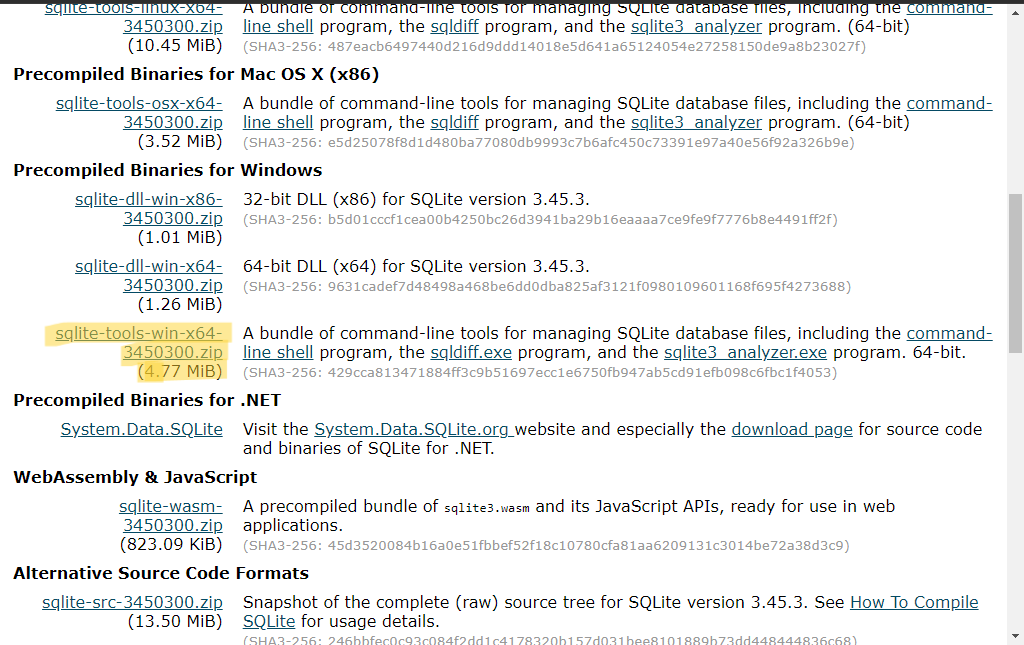 sqlite-tools-linux-x64-
3450300.zip
(10.45 MiB)
A bundle of command-line tools for managing SQLite database files, including the command-
line shell program, the sqldiff program, and the sqlite3_analyzer program. (64-bit)
(SHA3-256: 487eacb6497440d216d9ddd14018e5d641a65124054e27258150de9a8b23027f)
Precompiled Binaries for Mac OS X (x86)
sqlite-tools-osx-x64-
3450300.zip
(3.52 MiB)
A bundle of command-line tools for managing SQLite database files, including the command-
line shell program, the sqldiff program, and the sqlite3_analyzer program. (64-bit)
(SHA3-256: e5d25078f8d1d480ba77080db9993c7b6afc450c73391e97a40e56f92a326b9e)
Precompiled Binaries for Windows
sqlite-dll-win-x86-
3450300.zip
(1.01 MiB)
32-bit DLL (x86) for SQLite version 3.45.3.
(SHA3-256: b5d01cccf1cea00b4250bc26d3941ba29b16eaaaa7ce9fe9f7776b8e4491ff2f)
sqlite-dll-win-x64-
3450300.zip
(1.26 MiB)
64-bit DLL (x64) for SQLite version 3.45.3.
(SHA3-256: 9631cadef7d48498a468be6dd0dba825af3121f0980109601168f695f4273688)
sqlite-tools-win-x64-
3450300.zip
(4.77 MiB)
A bundle of command-line tools for managing SQLite database files, including the command-
line shell program, the sqldiff.exe program, and the sqlite3_analyzer.exe program. 64-bit.
(SHA3-256: 429cca813471884ff3c9b51697ecc1e6750fb947ab5cd91efb098c6fbc1f4053)
Precompiled Binaries for .NET
System.Data.SQLite
Visit the System.Data.SQLite.org website and especially the download page for source code
and binaries of SQLite for .NET.
WebAssembly & JavaScript
sqlite-wasm-
3450300.zip
(823.09 KiB)
A precompiled bundle of sqlite3.wasm and its JavaScript APIs, ready for use in web
applications.
(SHA3-256: 45d3520084b16a0e51fbbef52f18c10780cfa81aa6209131c3014be72a38d3c9)
Alternative Source Code Formats
sqlite-src-3450300.zip
(13.50 MiB)
Snapshot of the complete (raw) source tree for SQLite version 3.45.3. See How To Compile
SQLite for usage details.
(SHA3-256: 246bbfec0c93c084f2dd1c4178320b157d031bee8101889b73dd448444836c68)